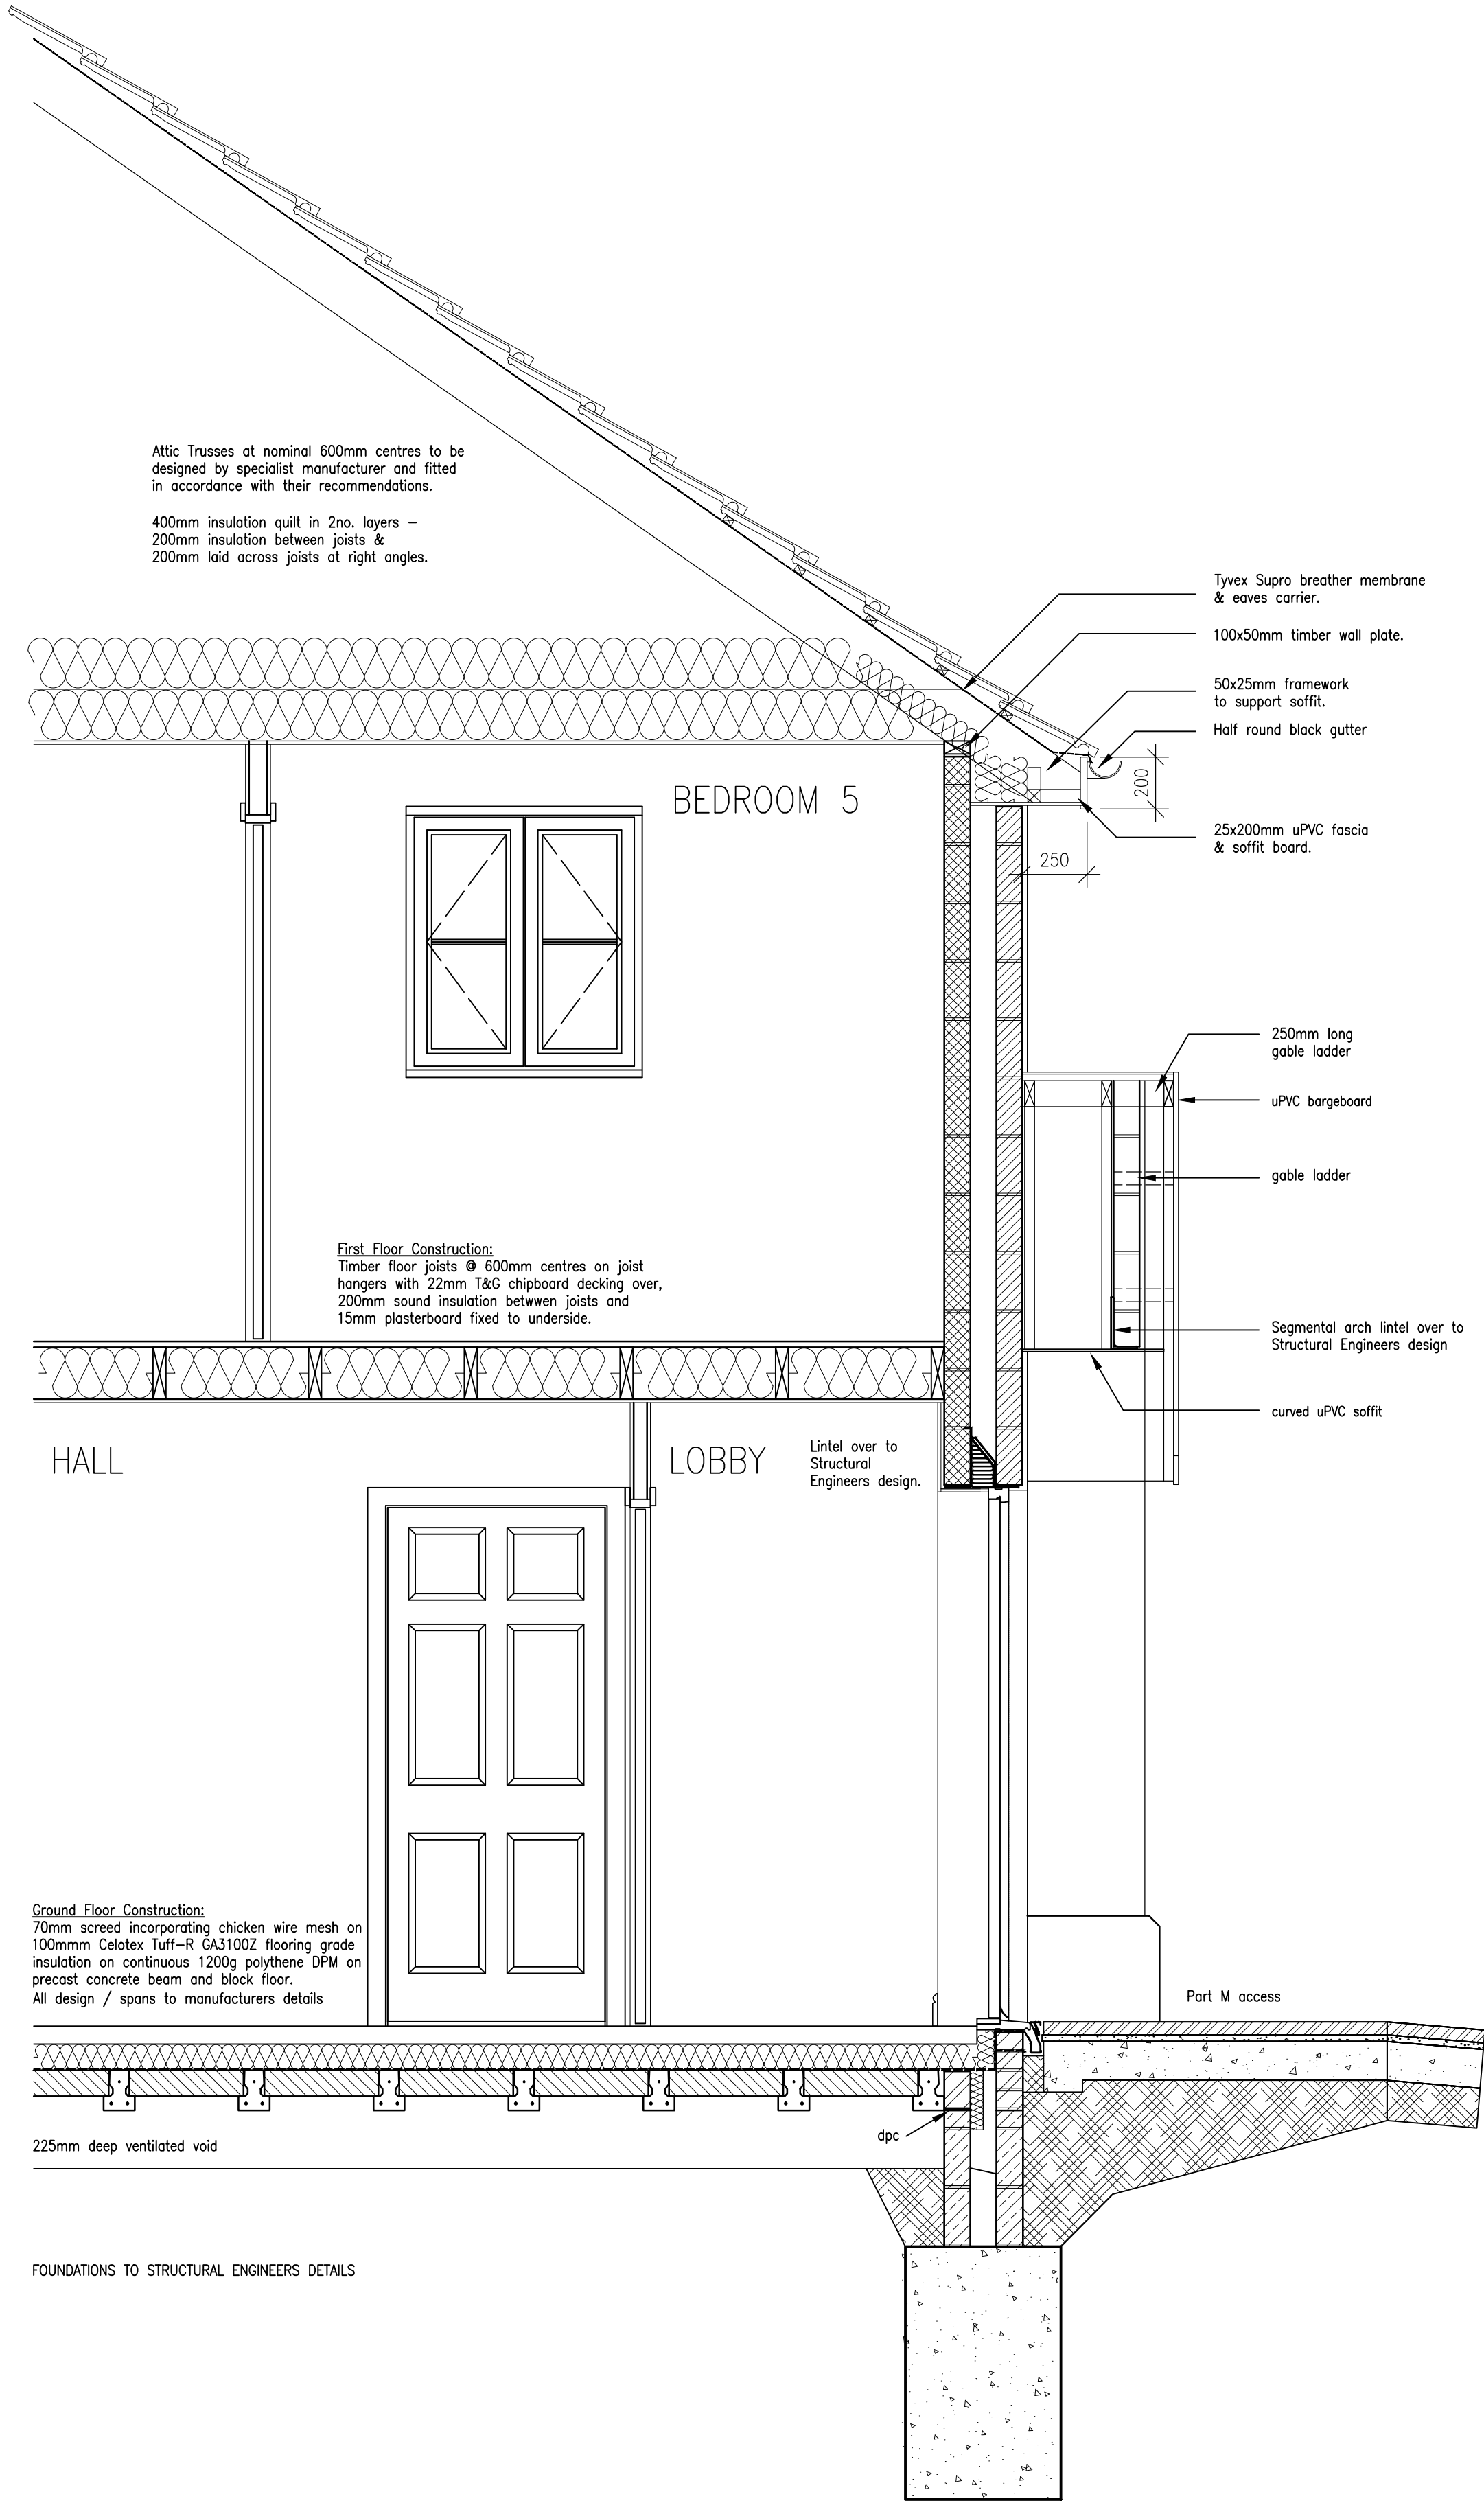 Attic Trusses at nominal 600mm centres to be
designed by specialist manufacturer and fitted
in accordance with their recommendations.
400mm insulation quilt in 2no. layers –
200mm insulation between joists &
200mm laid across joists at right angles.
Tyvex Supro breather membrane
& eaves carrier.
100x50mm timber wall plate.
50x25mm framework
to support soffit.
Half round black gutter
200
25x200mm uPVC fascia
& soffit board.
250
BEDROOM 5
250mm long
gable ladder
uPVC bargeboard
gable ladder
First Floor Construction:
Timber floor joists @ 600mm centres on joist
hangers with 22mm T&G chipboard decking over,
200mm sound insulation betwwen joists and
15mm plasterboard fixed to underside.
Segmental arch lintel over to
Structural Engineers design
curved uPVC soffit
HALL
LOBBY
Lintel over to
Structural
Engineers design.
Ground Floor Construction:
70mm screed incorporating chicken wire mesh on
100mmm Celotex Tuff–R GA3100Z flooring grade
insulation on continuous 1200g polythene DPM on
precast concrete beam and block floor.
All design / spans to manufacturers details
Part M access
dpc
225mm deep ventilated void
FOUNDATIONS TO STRUCTURAL ENGINEERS DETAILS